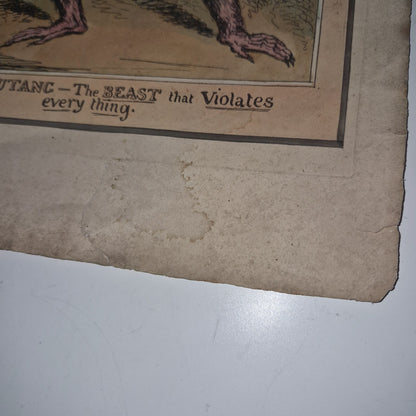 UTANG — The BEAST that Violates
every thing.